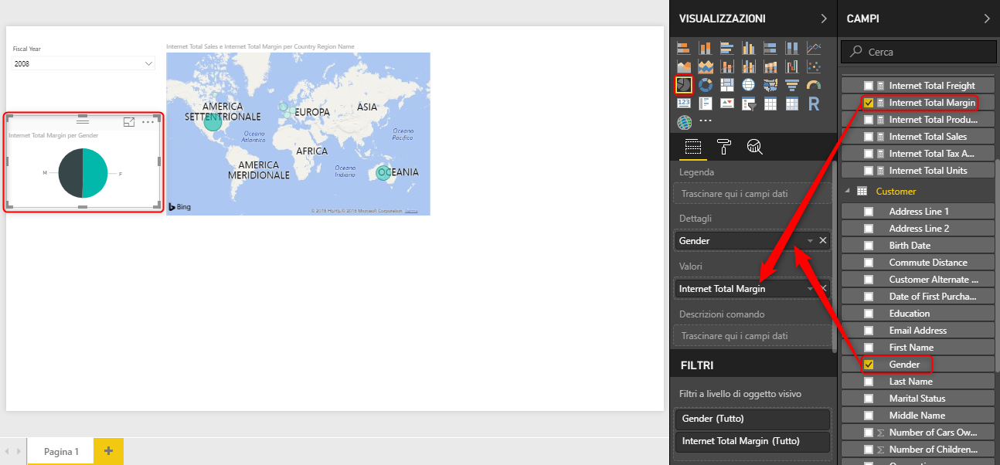 Fiscal Year
2008
Internet Total Sales e Internet Total Margin per Country Region Name
AMERICA
SETTENTRIONALE
EUROPA
ASIA
Oceano
Atlantico
Oceano
Pacifico
AFRICA
AMERICA
MERIDIONALE
Oceano
Indiano
OCEANIA
Bing
© 2016 HERE © 2016 Microsoft Corporation Termini
Internet Total Margin per Gender
M
F
Pagina 1
+
VISUALIZZAZIONI
123
R
Legenda
Trascinare qui i campi dati
Dettagli
Gender
Valori
Internet Total Margin
Descrizioni comando
Trascinare qui i campi dati
FILTRI
Filtri a livello di oggetto visivo
Gender (Tutto)
Internet Total Margin (Tutto)
CAMPI
Cerca
Internet Total Freight
Internet Total Margin
Internet Total Produ...
Internet Total Sales
Internet Total Tax A...
Internet Total Units
Customer
Address Line 1
Address Line 2
Birth Date
Commute Distance
Customer Alternate ...
Date of First Purcha...
Education
Email Address
First Name
Gender
Last Name
Marital Status
Middle Name
Number of Cars Ow...
Number of Children...